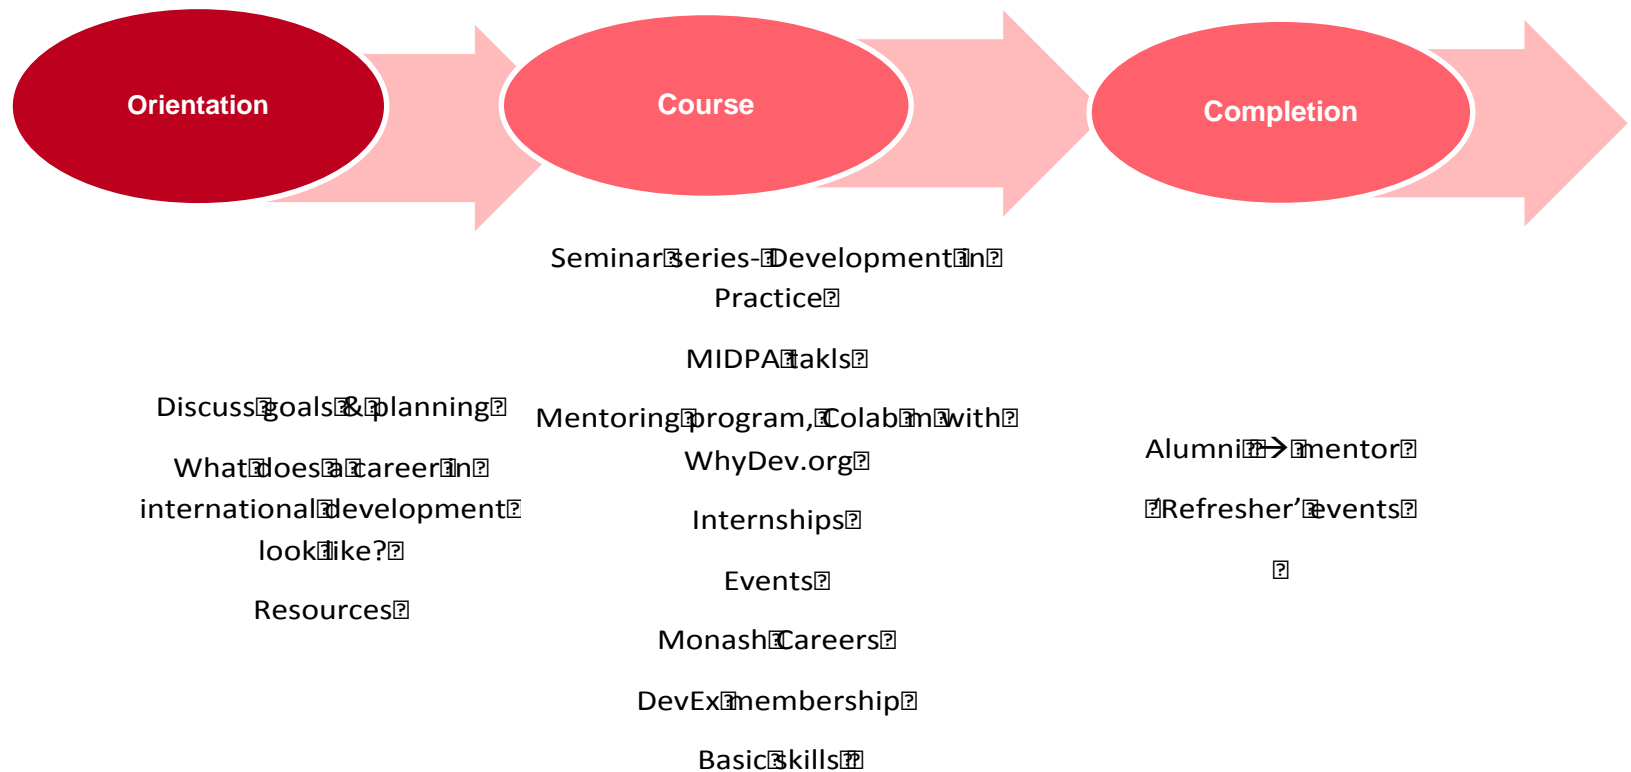 Orientation
Course
Completion
Discuss goals & planning
What does a career in
international development
look like?
Resources
Seminar series- Development in
Practice
MIDPA takls
Mentoring program, Colab m with
WhyDev.org
Internships
Events
Monash Careers
DevEx membership
Basic skills
Alumni → mentor
‘Refresher’ events